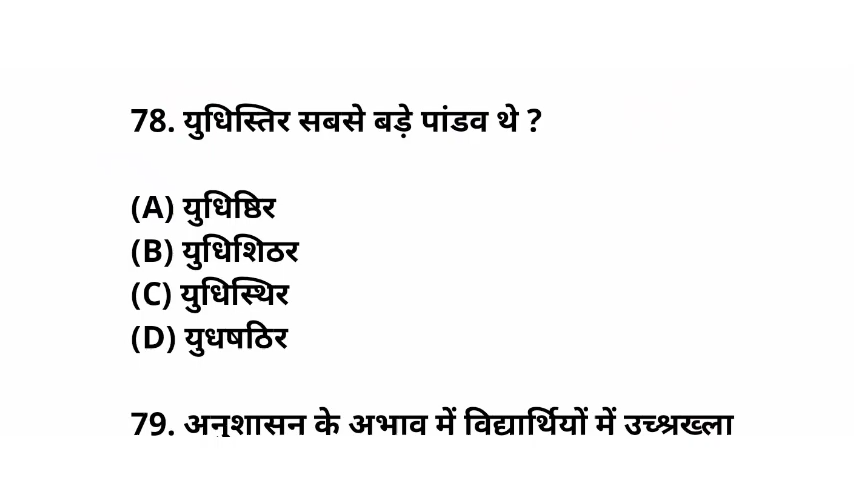 78. युधिस्तिर सबसे बड़े पांडव थे ?
(A) युधिष्ठिर
(B) युधिशिठर
(C) युधिस्थिर
(D) युधषठिर
79. अनुशासन के अभाव में विद्यार्थियों में उच्श्रख्ला